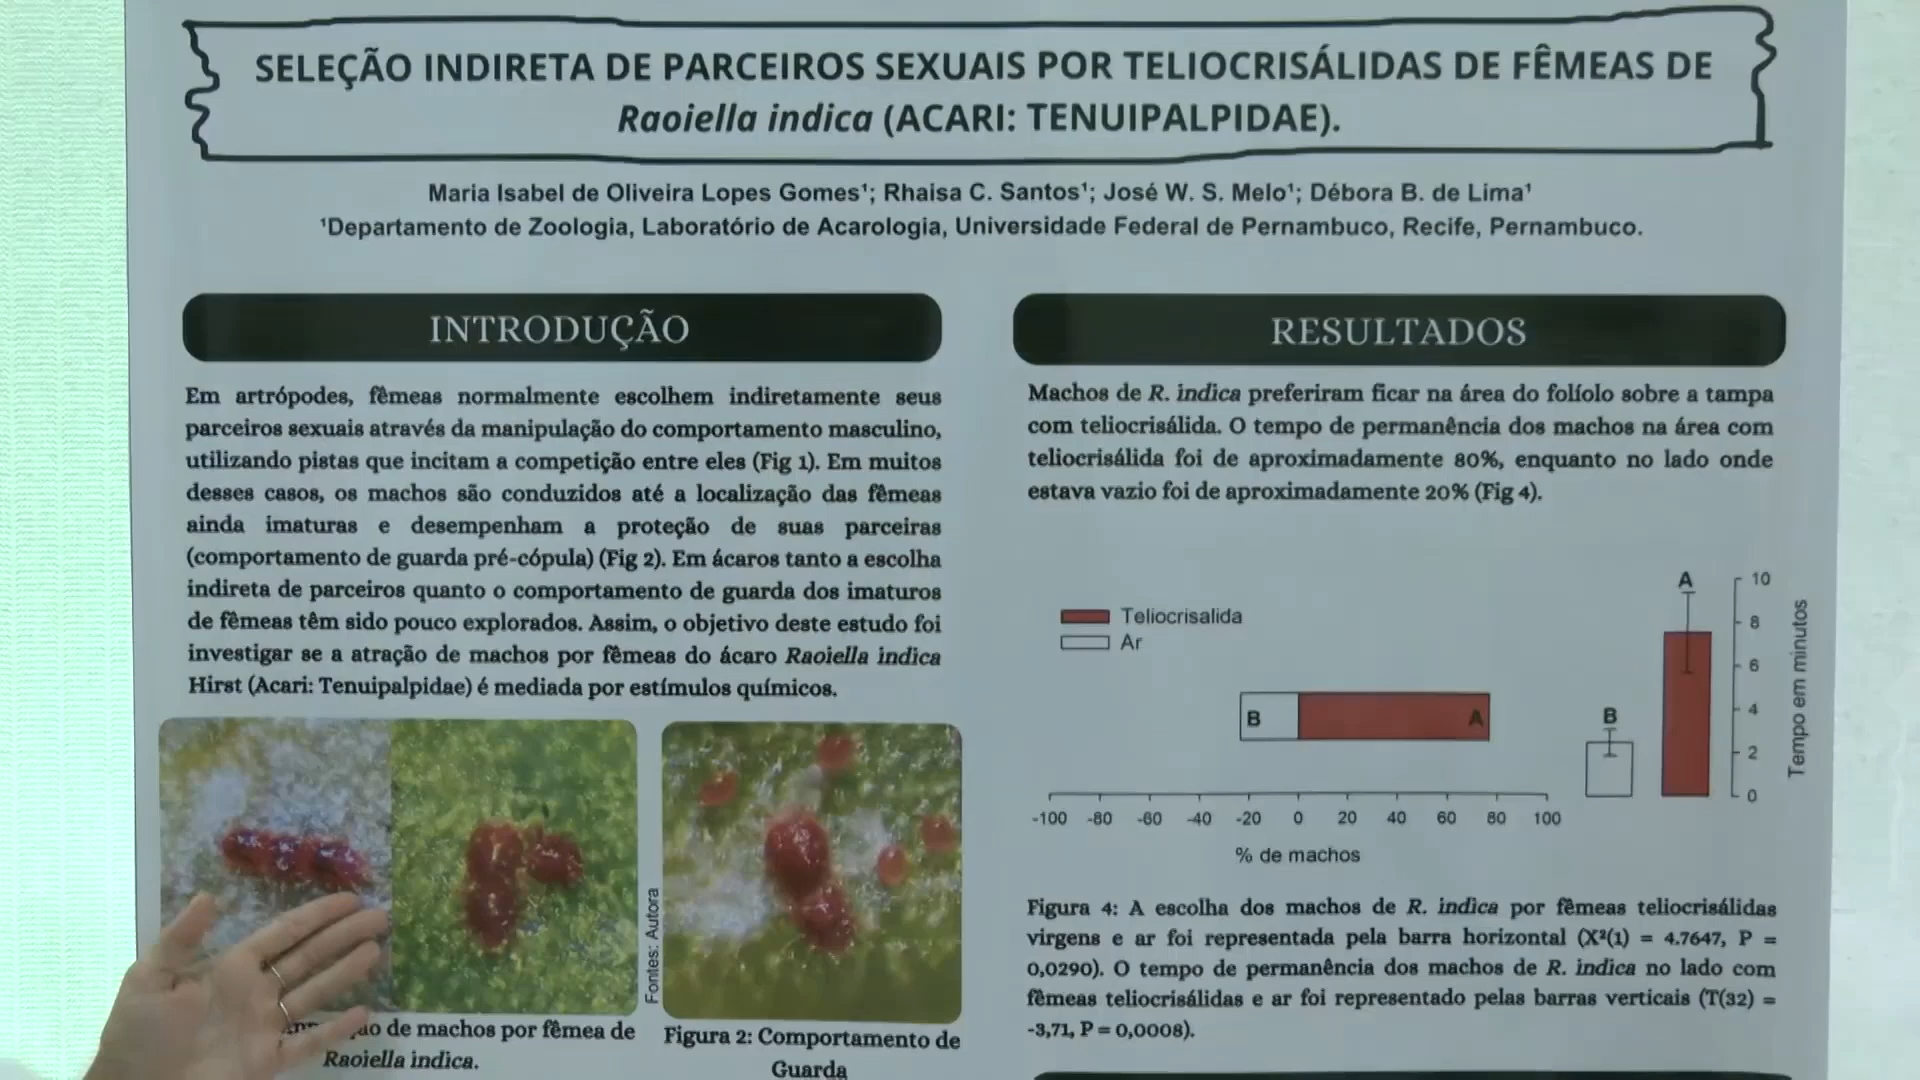 SELEÇÃO INDIRETA DE PARCEIROS SEXUAIS POR TELIOCRISÁLIDAS DE FÊMEAS DE
Raoiella indica (ACARI: TENUIPALPIDAE).
Maria Isabel de Oliveira Lopes Gomes¹; Rhaisa C. Santos¹; José W. S. Melo¹; Débora B. de Lima¹
¹Departamento de Zoologia, Laboratório de Acarologia, Universidade Federal de Pernambuco, Recife, Pernambuco.
INTRODUÇÃO
Em artrópodes, fêmeas normalmente escolhem indiretamente seus
parceiros sexuais através da manipulação do comportamento masculino,
utilizando pistas que incitam a competição entre eles (Fig 1). Em muitos
desses casos, os machos são conduzidos até a localização das fêmeas
ainda imaturas e desempenham a proteção de suas parceiras
(comportamento de guarda pré-cópula) (Fig 2). Em ácaros tanto a escolha
indireta de parceiros quanto o comportamento de guarda dos imaturos
de fêmeas têm sido pouco explorados. Assim, o objetivo deste estudo foi
investigar se a atração de machos por fêmeas do ácaro Raoiella indica
Hirst (Acari: Tenuipalpidae) é mediada por estímulos químicos.
Fontes: Autora
de machos por fêmea de
Raoiella indica.
Figura 2: Comportamento de
Guarda
RESULTADOS
Machos de R. indica preferiram ficar na área do folíolo sobre a tampa
com teliocrisálida. O tempo de permanência dos machos na área com
teliocrisálida foi de aproximadamente 80%, enquanto no lado onde
estava vazio foi de aproximadamente 20% (Fig 4).
Teliocrisalida
Ar
B A
-100 -80 -60 -40 -20 0 20 40 60 80 100
% de machos
B
A
10
8
6
4
2
0
Tempo em minutos
Figura 4: A escolha dos machos de R. indica por fêmeas teliocrisálidas
virgens e ar foi representada pela barra horizontal (X²(1) = 4.7647, P =
0,0290). O tempo de permanência dos machos de R. indica no lado com
fêmeas teliocrisálidas e ar foi representado pelas barras verticais (T(32) =
-3,71, P = 0,0008).